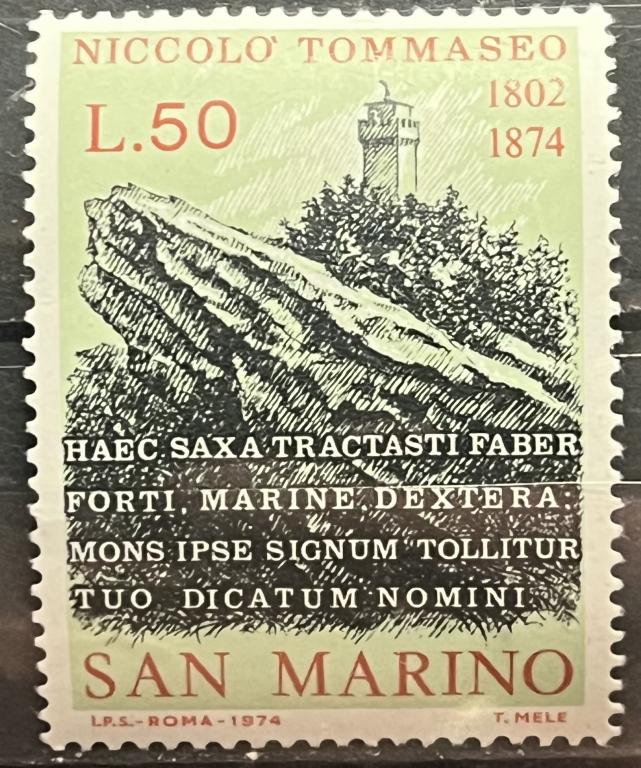 NICCOLO' TOMMASEO
L.50
1802
1874
HAEC SAXA TRACTASTI FABER
FORTI, MARINE, DEXTERA:
MONS IPSE SIGNUM TOLLITUR
TUO DICATUM NOMINI.
SAN MARINO
I.P.S.-ROMA-1974 T. MELE